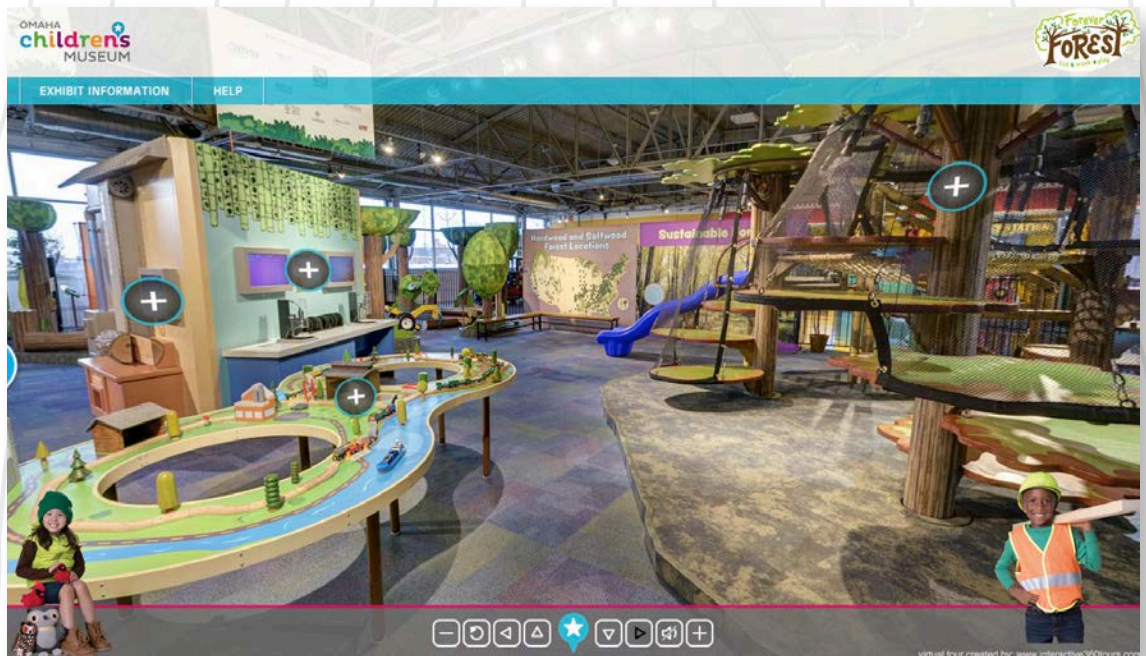 OMAHA
children's
MUSEUM
Forever
FOREST
EXHIBIT INFORMATION
HELP
Hardwood and Softwood
Forest Locations
Sustainable
STATION
virtual tour created by: www.interactive360tours.com